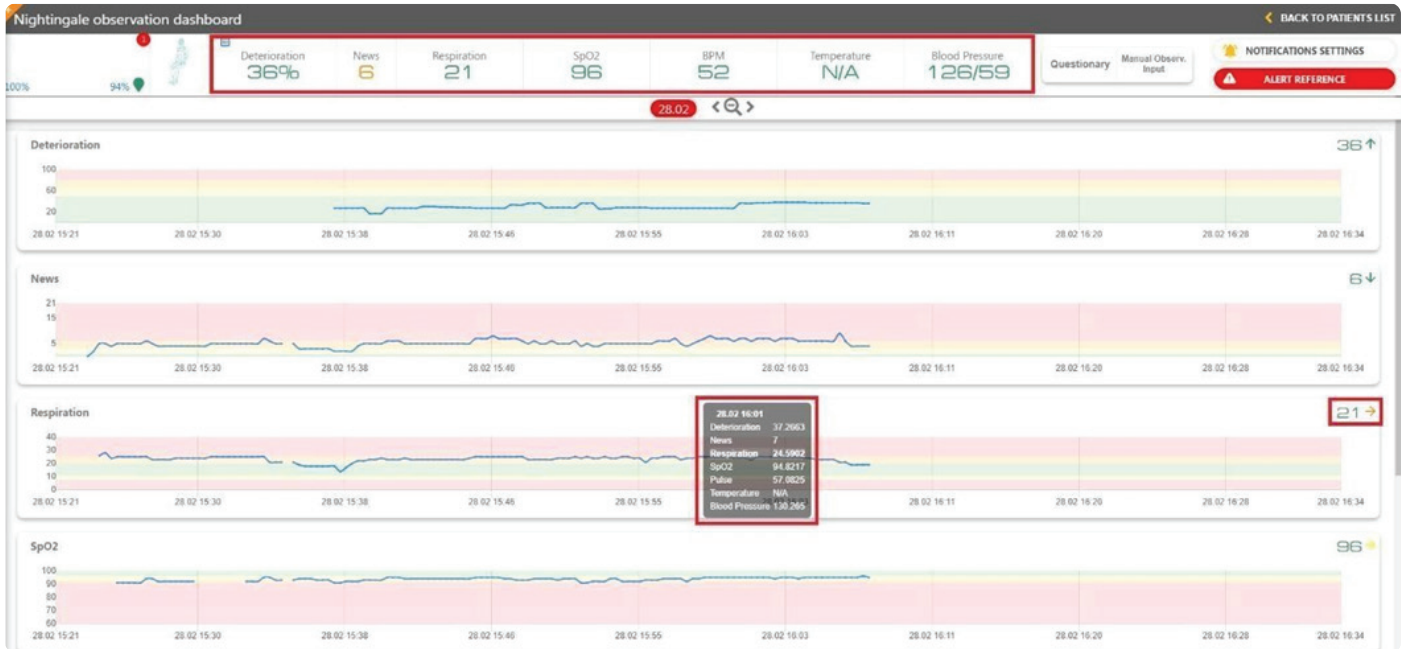 Nightingale observation dashboard
BACK TO PATIENTS LIST
1
100%
94%
Deterioration
36%
News
6
Respiration
21
SpO2
96
BPM
52
Temperature
N/A
Blood Pressure
126/59
Questionary
Manual Observ.
Input
NOTIFICATIONS SETTINGS
ALERT REFERENCE
28.02
Deterioration
36
100
60
20
28.02 15:21 28.02 15:30 28.02 15:38 28.02 15:46 28.02 15:55 28.02 16:03 28.02 16:11 28.02 16:20 28.02 16:28 28.02 16:34
News
6
21
15
5
28.02 15:21 28.02 15:30 28.02 15:38 28.02 15:46 28.02 15:55 28.02 16:03 28.02 16:11 28.02 16:20 28.02 16:28 28.02 16:34
Respiration
21
40
30
20
10
0
28.02 15:21 28.02 15:30 28.02 15:38 28.02 15:46 28.02 15:55 28.02 16:11 28.02 16:20 28.02 16:28 28.02 16:34
28.02 16:01
Deterioration 37.2663
News 7
Respiration 24.5902
SpO2 94.8217
Pulse 57.0825
Temperature N/A
Blood Pressure 130.265
SpO2
96
100
90
80
70
60
28.02 15:21 28.02 15:30 28.02 15:38 28.02 15:46 28.02 15:55 28.02 16:03 28.02 16:11 28.02 16:20 28.02 16:28 28.02 16:34